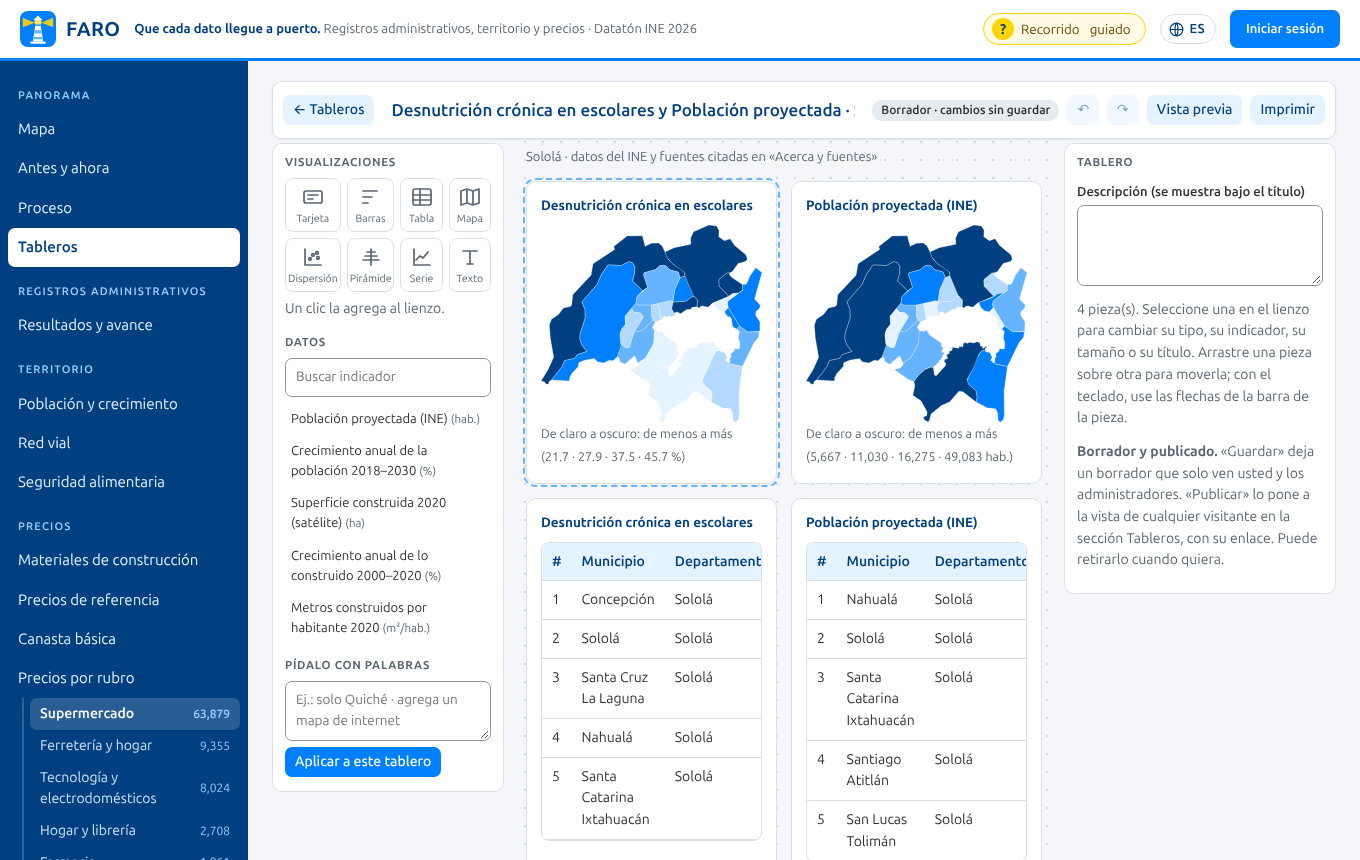 FARO
Que cada dato llegue a puerto. Registros administrativos, territorio y precios · Datatón INE 2026
? Recorrido guiado
ES
Iniciar sesión
PANORAMA
Mapa
Antes y ahora
Proceso
Tableros
REGISTROS ADMINISTRATIVOS
Resultados y avance
TERRITORIO
Población y crecimiento
Red vial
Seguridad alimentaria
PRECIOS
Materiales de construcción
Precios de referencia
Canasta básica
Precios por rubro
Supermercado 63,879
Ferretería y hogar 9,355
Tecnología y
electrodomésticos 8,024
Hogar y librería 2,708
← Tableros
Desnutrición crónica en escolares y Población proyectada ·
Borrador · cambios sin guardar
↶
↷
Vista previa
Imprimir
VISUALIZACIONES
Tarjeta
Barras
Tabla
Mapa
Dispersión
Pirámide
Serie
Texto
Un clic la agrega al lienzo.
DATOS
Buscar indicador
Población proyectada (INE) (hab.)
Crecimiento anual de la
población 2018–2030 (%)
Superficie construida 2020
(satélite) (ha)
Crecimiento anual de lo
construido 2000–2020 (%)
Metros construidos por
habitante 2020 (m²/hab.)
PÍDALO CON PALABRAS
Ej.: solo Quiché · agrega un
mapa de internet
Aplicar a este tablero
Sololá · datos del INE y fuentes citadas en «Acerca y fuentes»
Desnutrición crónica en escolares
De claro a oscuro: de menos a más
(21.7 · 27.9 · 37.5 · 45.7 %)
Población proyectada (INE)
De claro a oscuro: de menos a más
(5,667 · 11,030 · 16,275 · 49,083 hab.)
Desnutrición crónica en escolares
# Municipio Departament
1 Concepción Sololá
2 Sololá Sololá
3 Santa Cruz Sololá
La Laguna
4 Nahualá Sololá
5 Santa Sololá
Catarina
Ixtahuacán
Población proyectada (INE)
# Municipio Departamento
1 Nahualá Sololá
2 Sololá Sololá
3 Santa Sololá
Catarina
Ixtahuacán
4 Santiago Sololá
Atitlán
5 San Lucas Sololá
Tolimán
TABLERO
Descripción (se muestra bajo el título)
4 pieza(s). Seleccione una en el lienzo
para cambiar su tipo, su indicador, su
tamaño o su título. Arrastre una pieza
sobre otra para moverla; con el
teclado, use las flechas de la barra de
la pieza.
Borrador y publicado. «Guardar» deja
un borrador que solo ven usted y los
administradores. «Publicar» lo pone a
la vista de cualquier visitante en la
sección Tableros, con su enlace. Puede
retirarlo cuando quiera.